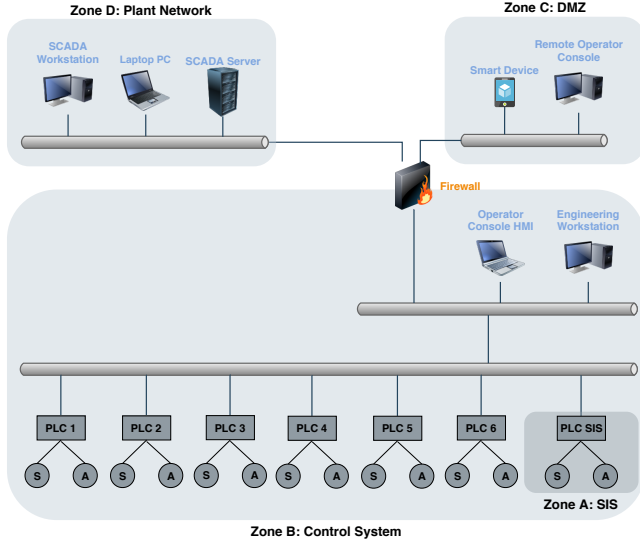 Zone D: Plant Network
Zone C: DMZ
SCADA
Workstation
Laptop PC
SCADA Server
Smart Device
Remote Operator
Console
Firewall
Operator
Console HMI
Engineering
Workstation
PLC 1
PLC 2
PLC 3
PLC 4
PLC 5
PLC 6
PLC SIS
S A S A S A S A S A S A S A
Zone A: SIS
Zone B: Control System